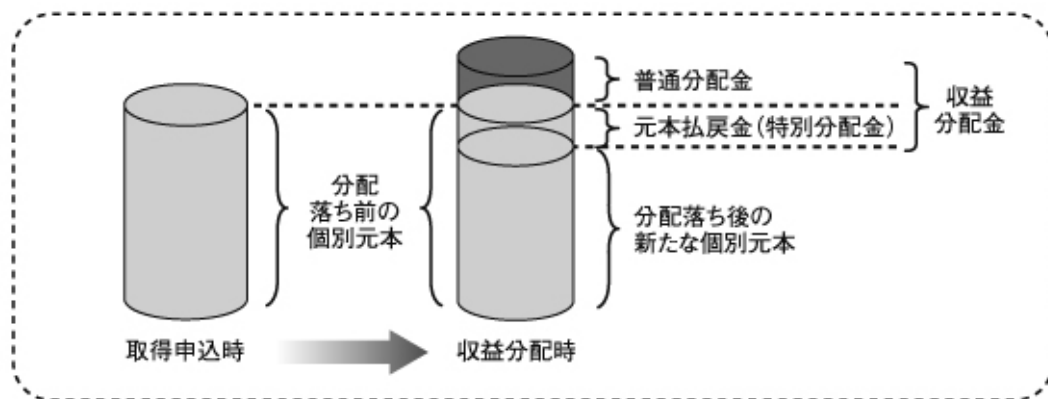 普通分配金
収益
分配金
元本払戻金(特別分配金)
分配
落ち前の
個別元本
分配落ち後の
新たな個別元本
取得申込時
収益分配時